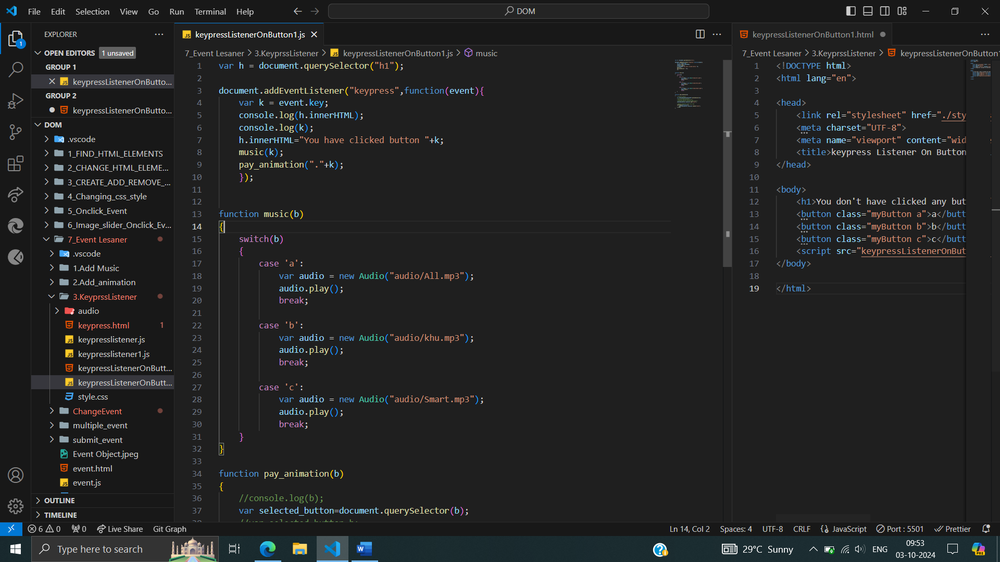 File Edit Selection View Go Run Terminal Help
DOM
EXPLORER
OPEN EDITORS 1 unsaved
GROUP 1
keypressListenerOnButto...
GROUP 2
keypressListenerOnButto...
DOM
.vscode
1_FIND_HTML_ELEMENTS
2_CHANGE_HTML_ELEME...
3_CREATE_ADD_REMOVE_...
4_Changing_css_style
5_Onclick_Event
6_Image_slider_Onclick_Ev...
7_Event Lesaner
.vscode
1.Add Music
2.Add_animation
3.KeyprssListener
audio
keypress.html 1
keypresslistener.js
keypresslistener1.js
keypressListenerOnButt...
keypressListenerOnButt...
style.css
ChangeEvent
multiple_event
submit_event
Event Object.jpeg
event.html
event.js
OUTLINE
TIMELINE
keypressListenerOnButton1.js
7_Event Lesaner > 3.KeyprssListener > keypressListenerOnButton1.js > music
1 var h = document.querySelector("h1");
2
3 document.addEventListener("keypress",function(event){
4 var k = event.key;
5 console.log(h.innerHTML);
6 console.log(k);
7 h.innerHTML="You have clicked button "+k;
8 music(k);
9 pay_animation("."+k);
10 });
11
12
13 function music(b)
14 {
15 switch(b)
16 {
17 case 'a':
18 var audio = new Audio("audio/All.mp3");
19 audio.play();
20 break;
21
22 case 'b':
23 var audio = new Audio("audio/khu.mp3");
24 audio.play();
25 break;
26
27 case 'c':
28 var audio = new Audio("audio/Smart.mp3");
29 audio.play();
30 break;
31 }
32 }
33
34 function pay_animation(b)
35 {
36 //console.log(b);
37 var selected_button=document.querySelector(b);
keypressListenerOnButton1.html
7_Event Lesaner > 3.KeyprssListener > keypressListenerOnButton1
1 <!DOCTYPE html>
2 <html lang="en">
3
4 <head>
5 <link rel="stylesheet" href="./sty
6 <meta charset="UTF-8">
7 <meta name="viewport" content="wid
8 <title>keypress Listener On Button
9 </head>
10
11 <body>
12 <h1>You don't have clicked any but
13 <button class="myButton a">a</butt
14 <button class="myButton b">b</butt
15 <button class="myButton c">c</butt
16 <script src="keypressListenerOnBut
17 </body>
18
19 </html>
6 0 0 Live Share Git Graph Ln 14, Col 2 Spaces: 4 UTF-8 CRLF JavaScript Port : 5501 Prettier
Type here to search 29°C Sunny ENG 09:53
03-10-2024